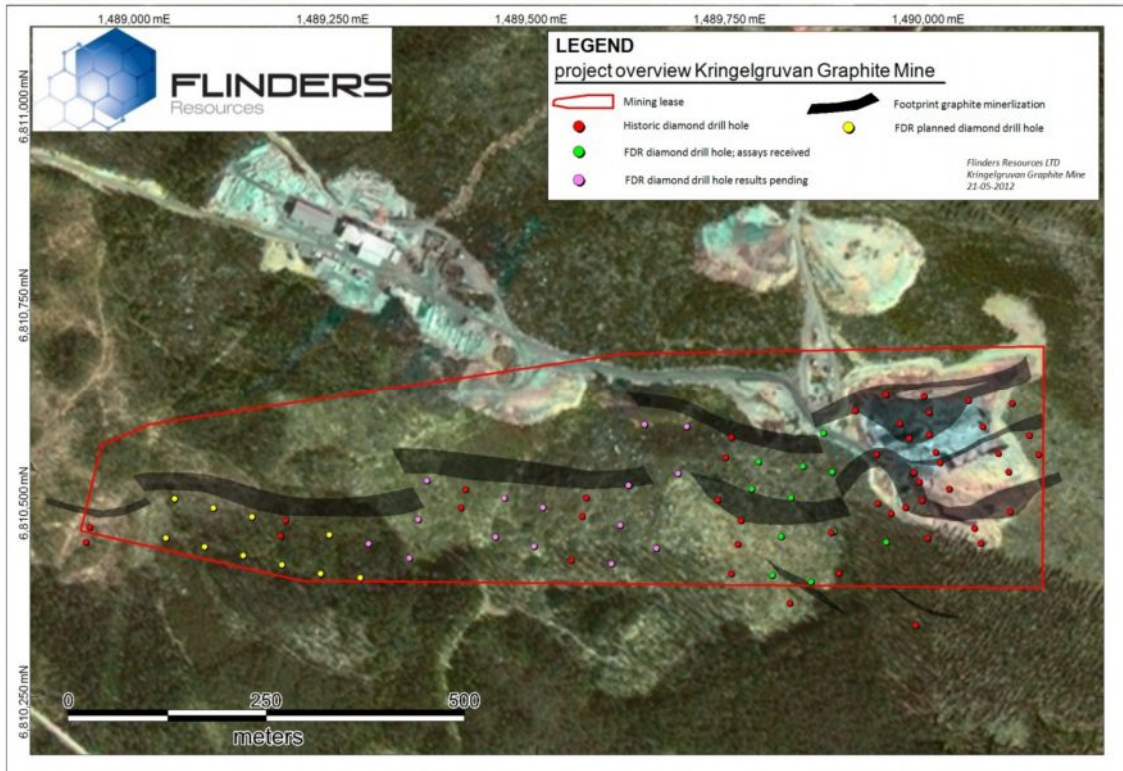 1,489,000 mE
1,489,250 mE
1,489,500 mE
1,489,750 mE
1,490,000 mE
FLINDERS
Resources
LEGEND
project overview Kringelgruvan Graphite Mine
Mining lease
Footprint graphite minerlization
Historic diamond drill hole
FDR planned diamond drill hole
FDR diamond drill hole; assays received
FDR diamond drill hole results pending
Flinders Resources LTD
Kringelgruvan Graphite Mine
21-05-2012
6,811,000 mN
6,810,750 mN
6,810,500 mN
6,810,250 mN
0
250
500
meters